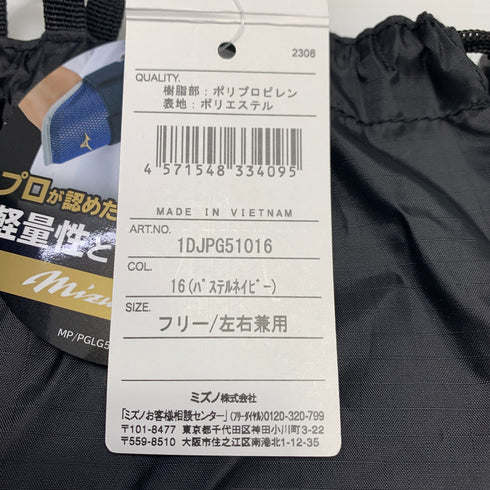 2308
QUALITY.
樹脂部：ポリプロピレン
表地：ポリエステル
4 571548 334095
MADE IN VIETNAM
ART.NO.
1DJPG51016
COL.
16(ﾊﾟｽﾃﾙﾈｲﾋﾞｰ)
SIZE.
フリー/左右兼用
ミズノ株式会社
「ミズノお客様相談センター」(ﾌﾘｰﾀﾞｲﾔﾙ)0120-320-799
〒101-8477 東京都千代田区神田小川町3-22
〒559-8510 大阪市住之江区南港北1-12-35
プロが認めた
軽量性と
Mizu
MP/PGLG5